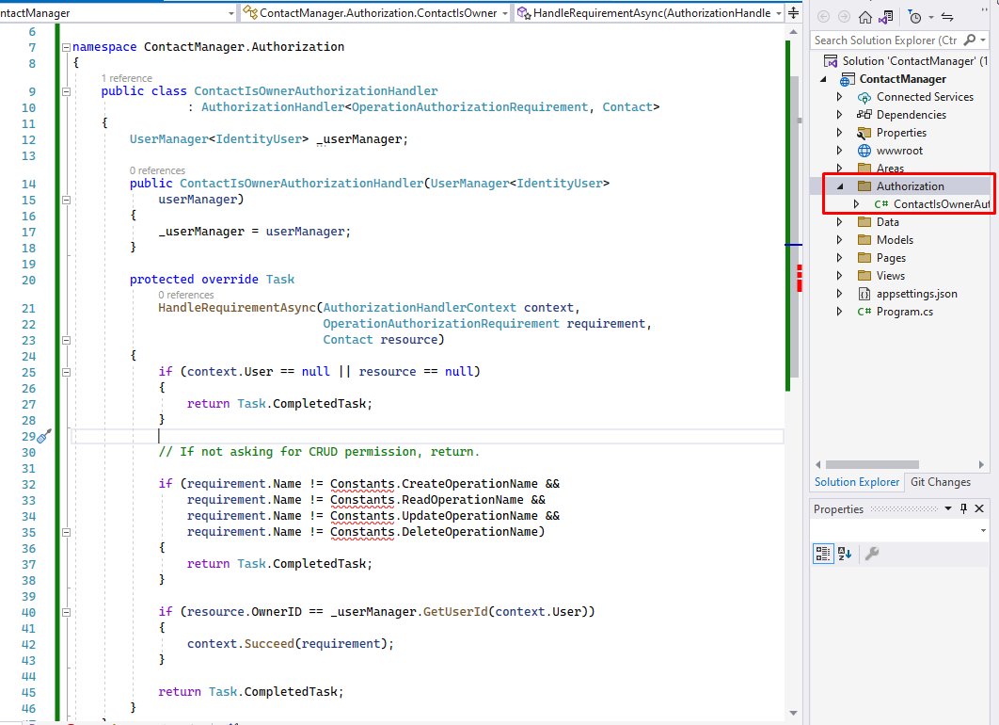 ntactManager
ContactManager.Authorization.ContactIsOwner
HandleRequirementAsync(AuthorizationHandle
6
7 namespace ContactManager.Authorization
8 {
1 reference
9 public class ContactIsOwnerAuthorizationHandler
10 : AuthorizationHandler<OperationAuthorizationRequirement, Contact>
11 {
12 UserManager<IdentityUser> _userManager;
13
0 references
14 public ContactIsOwnerAuthorizationHandler(UserManager<IdentityUser>
15 userManager)
16 {
17 _userManager = userManager;
18 }
19
20 protected override Task
0 references
21 HandleRequirementAsync(AuthorizationHandlerContext context,
22 OperationAuthorizationRequirement requirement,
23 Contact resource)
24 {
25 if (context.User == null || resource == null)
26 {
27 return Task.CompletedTask;
28 }
29
30 // If not asking for CRUD permission, return.
31
32 if (requirement.Name != Constants.CreateOperationName &&
33 requirement.Name != Constants.ReadOperationName &&
34 requirement.Name != Constants.UpdateOperationName &&
35 requirement.Name != Constants.DeleteOperationName)
36 {
37 return Task.CompletedTask;
38 }
39
40 if (resource.OwnerID == _userManager.GetUserId(context.User))
41 {
42 context.Succeed(requirement);
43 }
44
45 return Task.CompletedTask;
46 }
Search Solution Explorer (Ctr
Solution 'ContactManager' (1
ContactManager
Connected Services
Dependencies
Properties
wwwroot
Areas
Authorization
C# ContactIsOwnerAut
Data
Models
Pages
Views
appsettings.json
C# Program.cs
Solution Explorer
Git Changes
Properties